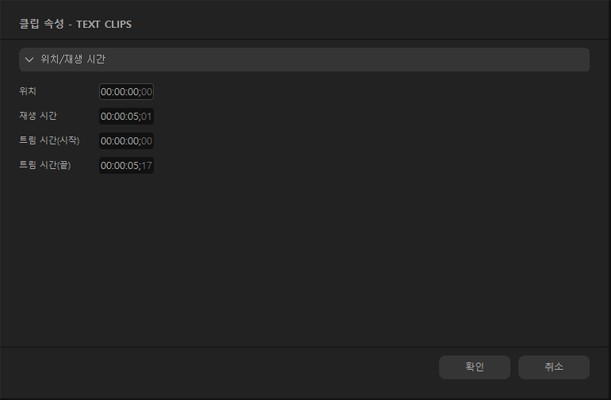 클립 속성 - TEXT CLIPS
위치/재생 시간
위치 00:00:00;00
재생 시간 00:00:05;01
트림 시간(시작) 00:00:00;00
트림 시간(끝) 00:00:05;17
확인 취소